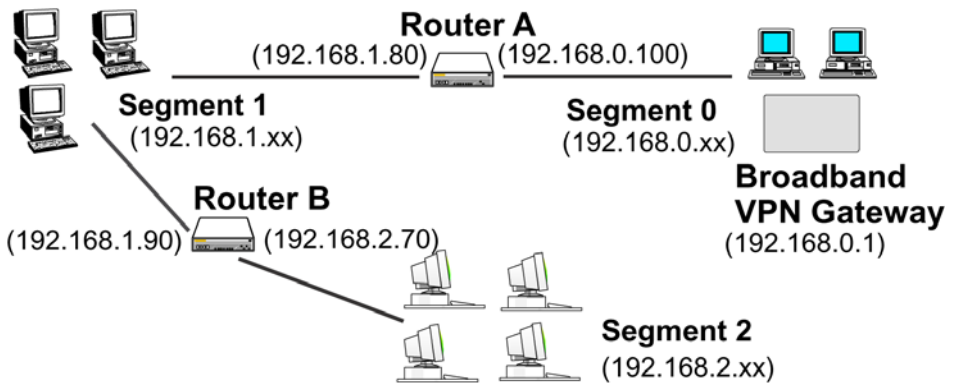 Router A
(192.168.1.80)
(192.168.0.100)
Segment 1
(192.168.1.xx)
Segment 0
(192.168.0.xx)
Broadband
VPN Gateway
(192.168.0.1)
Router B
(192.168.1.90)
(192.168.2.70)
Segment 2
(192.168.2.xx)